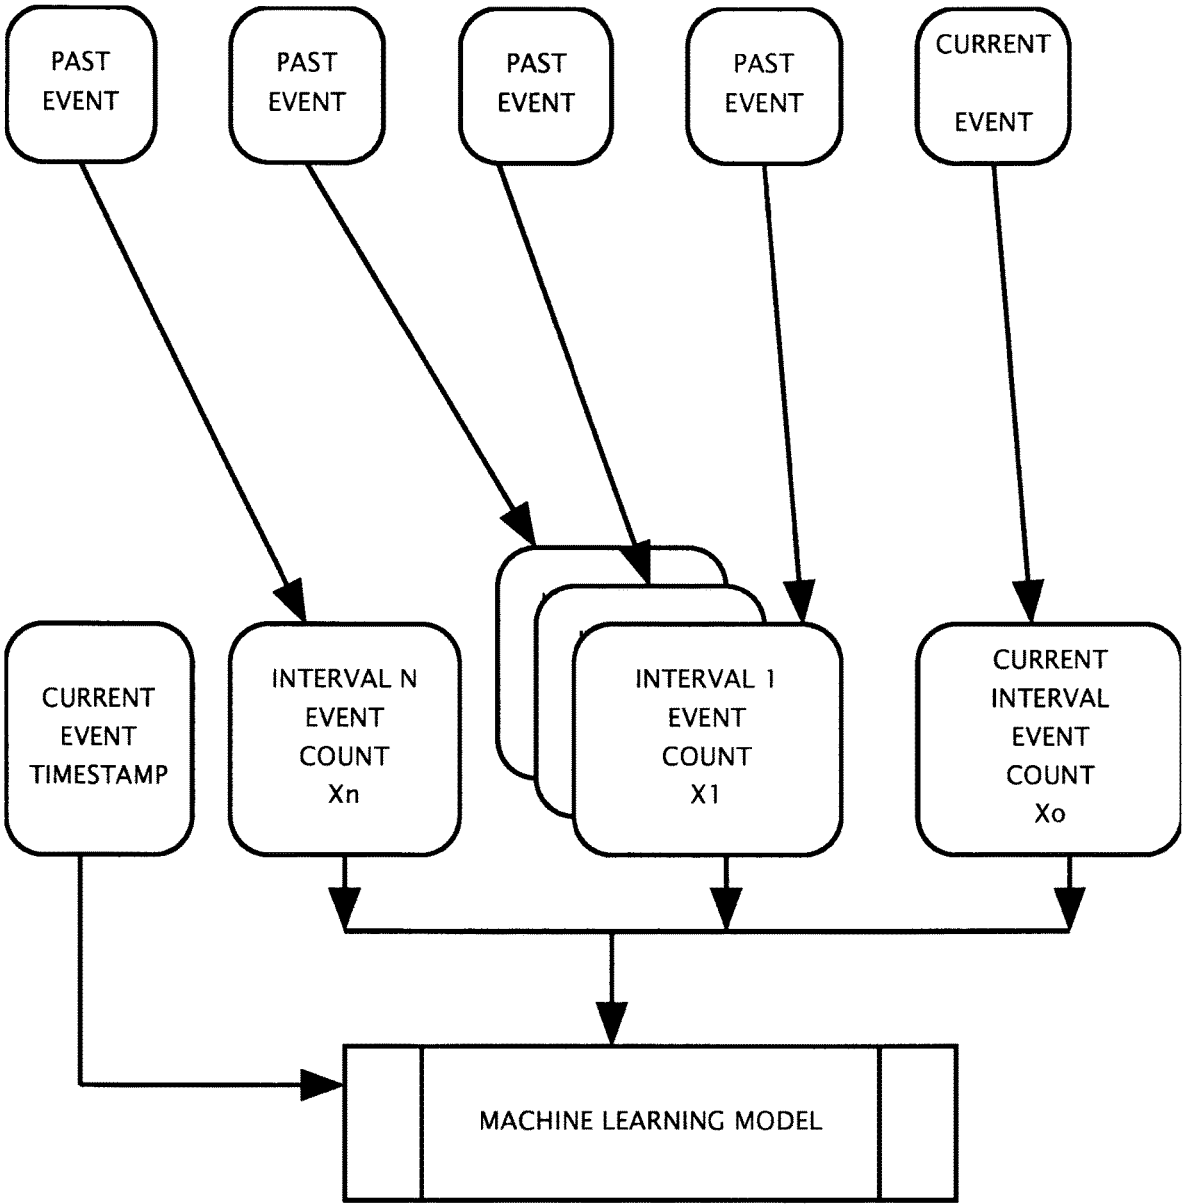 PAST
EVENT
PAST
EVENT
PAST
EVENT
PAST
EVENT
CURRENT
EVENT
CURRENT
EVENT
TIMESTAMP
INTERVAL N
EVENT
COUNT
Xn
INTERVAL 1
EVENT
COUNT
X1
CURRENT
INTERVAL
EVENT
COUNT
Xo
MACHINE LEARNING MODEL